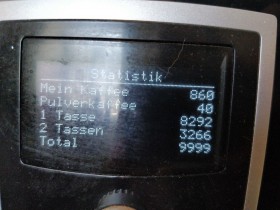 Statistik
Mein Kaffee 860
Pulverkaffee 40
1 Tasse 8292
2 Tassen 3266
Total 9999